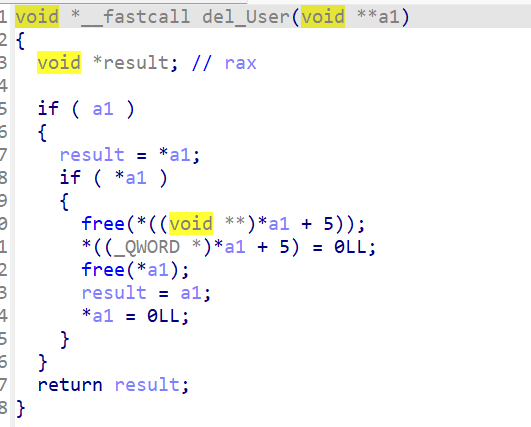 1 void *__fastcall del_User(void **a1)
2 {
3   void *result; // rax
4
5   if ( a1 )
6   {
7     result = *a1;
8     if ( *a1 )
9     {
0       free(*((void **)*a1 + 5));
1       *((_QWORD *)*a1 + 5) = 0LL;
2       free(*a1);
3       result = a1;
4       *a1 = 0LL;
5     }
6   }
7   return result;
8 }